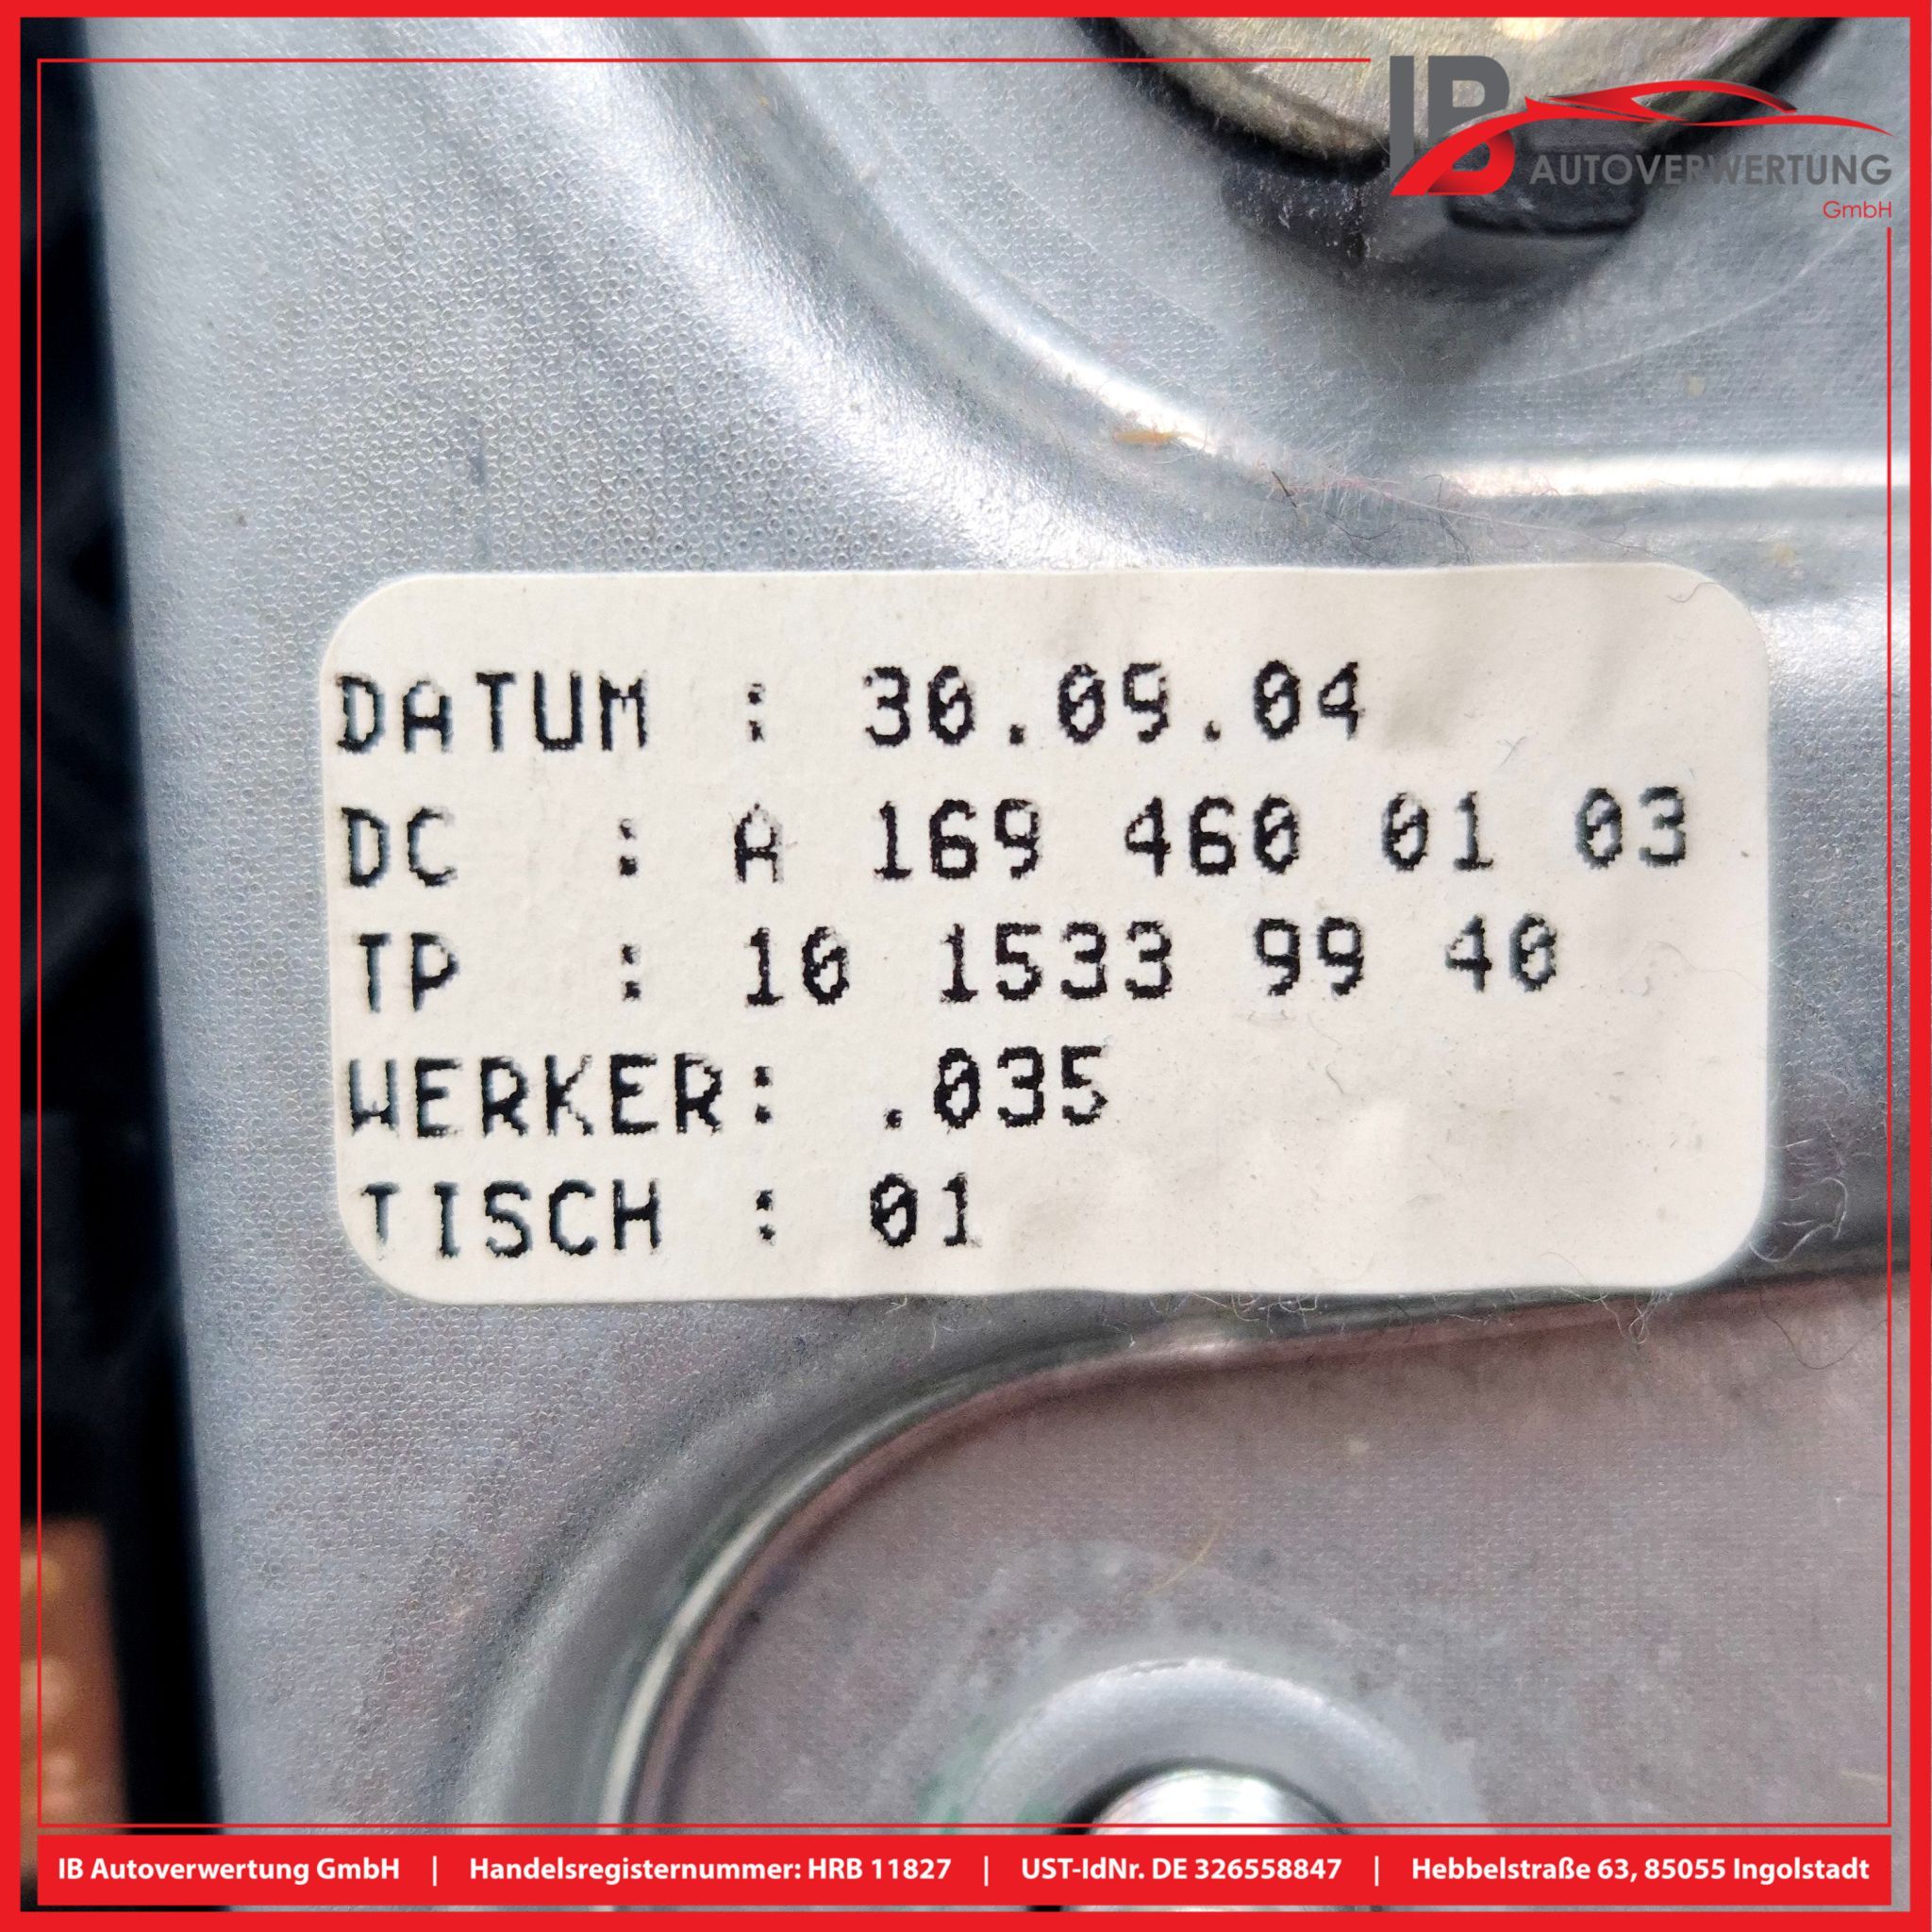 IB
AUTOVERWERTUNG
GmbH
DATUM : 30.09.04
DC : A 169 460 01 03
TP : 10 1533 99 40
WERKER: .035
TISCH : 01
IB Autoverwertung GmbH | Handelsregisternummer: HRB 11827 | UST-IdNr. DE 326558847 | Hebbelstraße 63, 85055 Ingolstadt